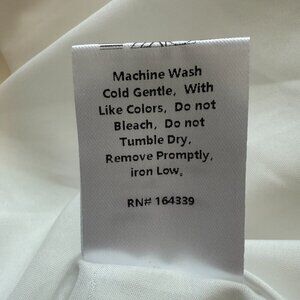 Machine Wash
Cold Gentle, With
Like Colors, Do not
Bleach, Do not
Tumble Dry,
Remove Promptly,
iron Low。
RN# 164339